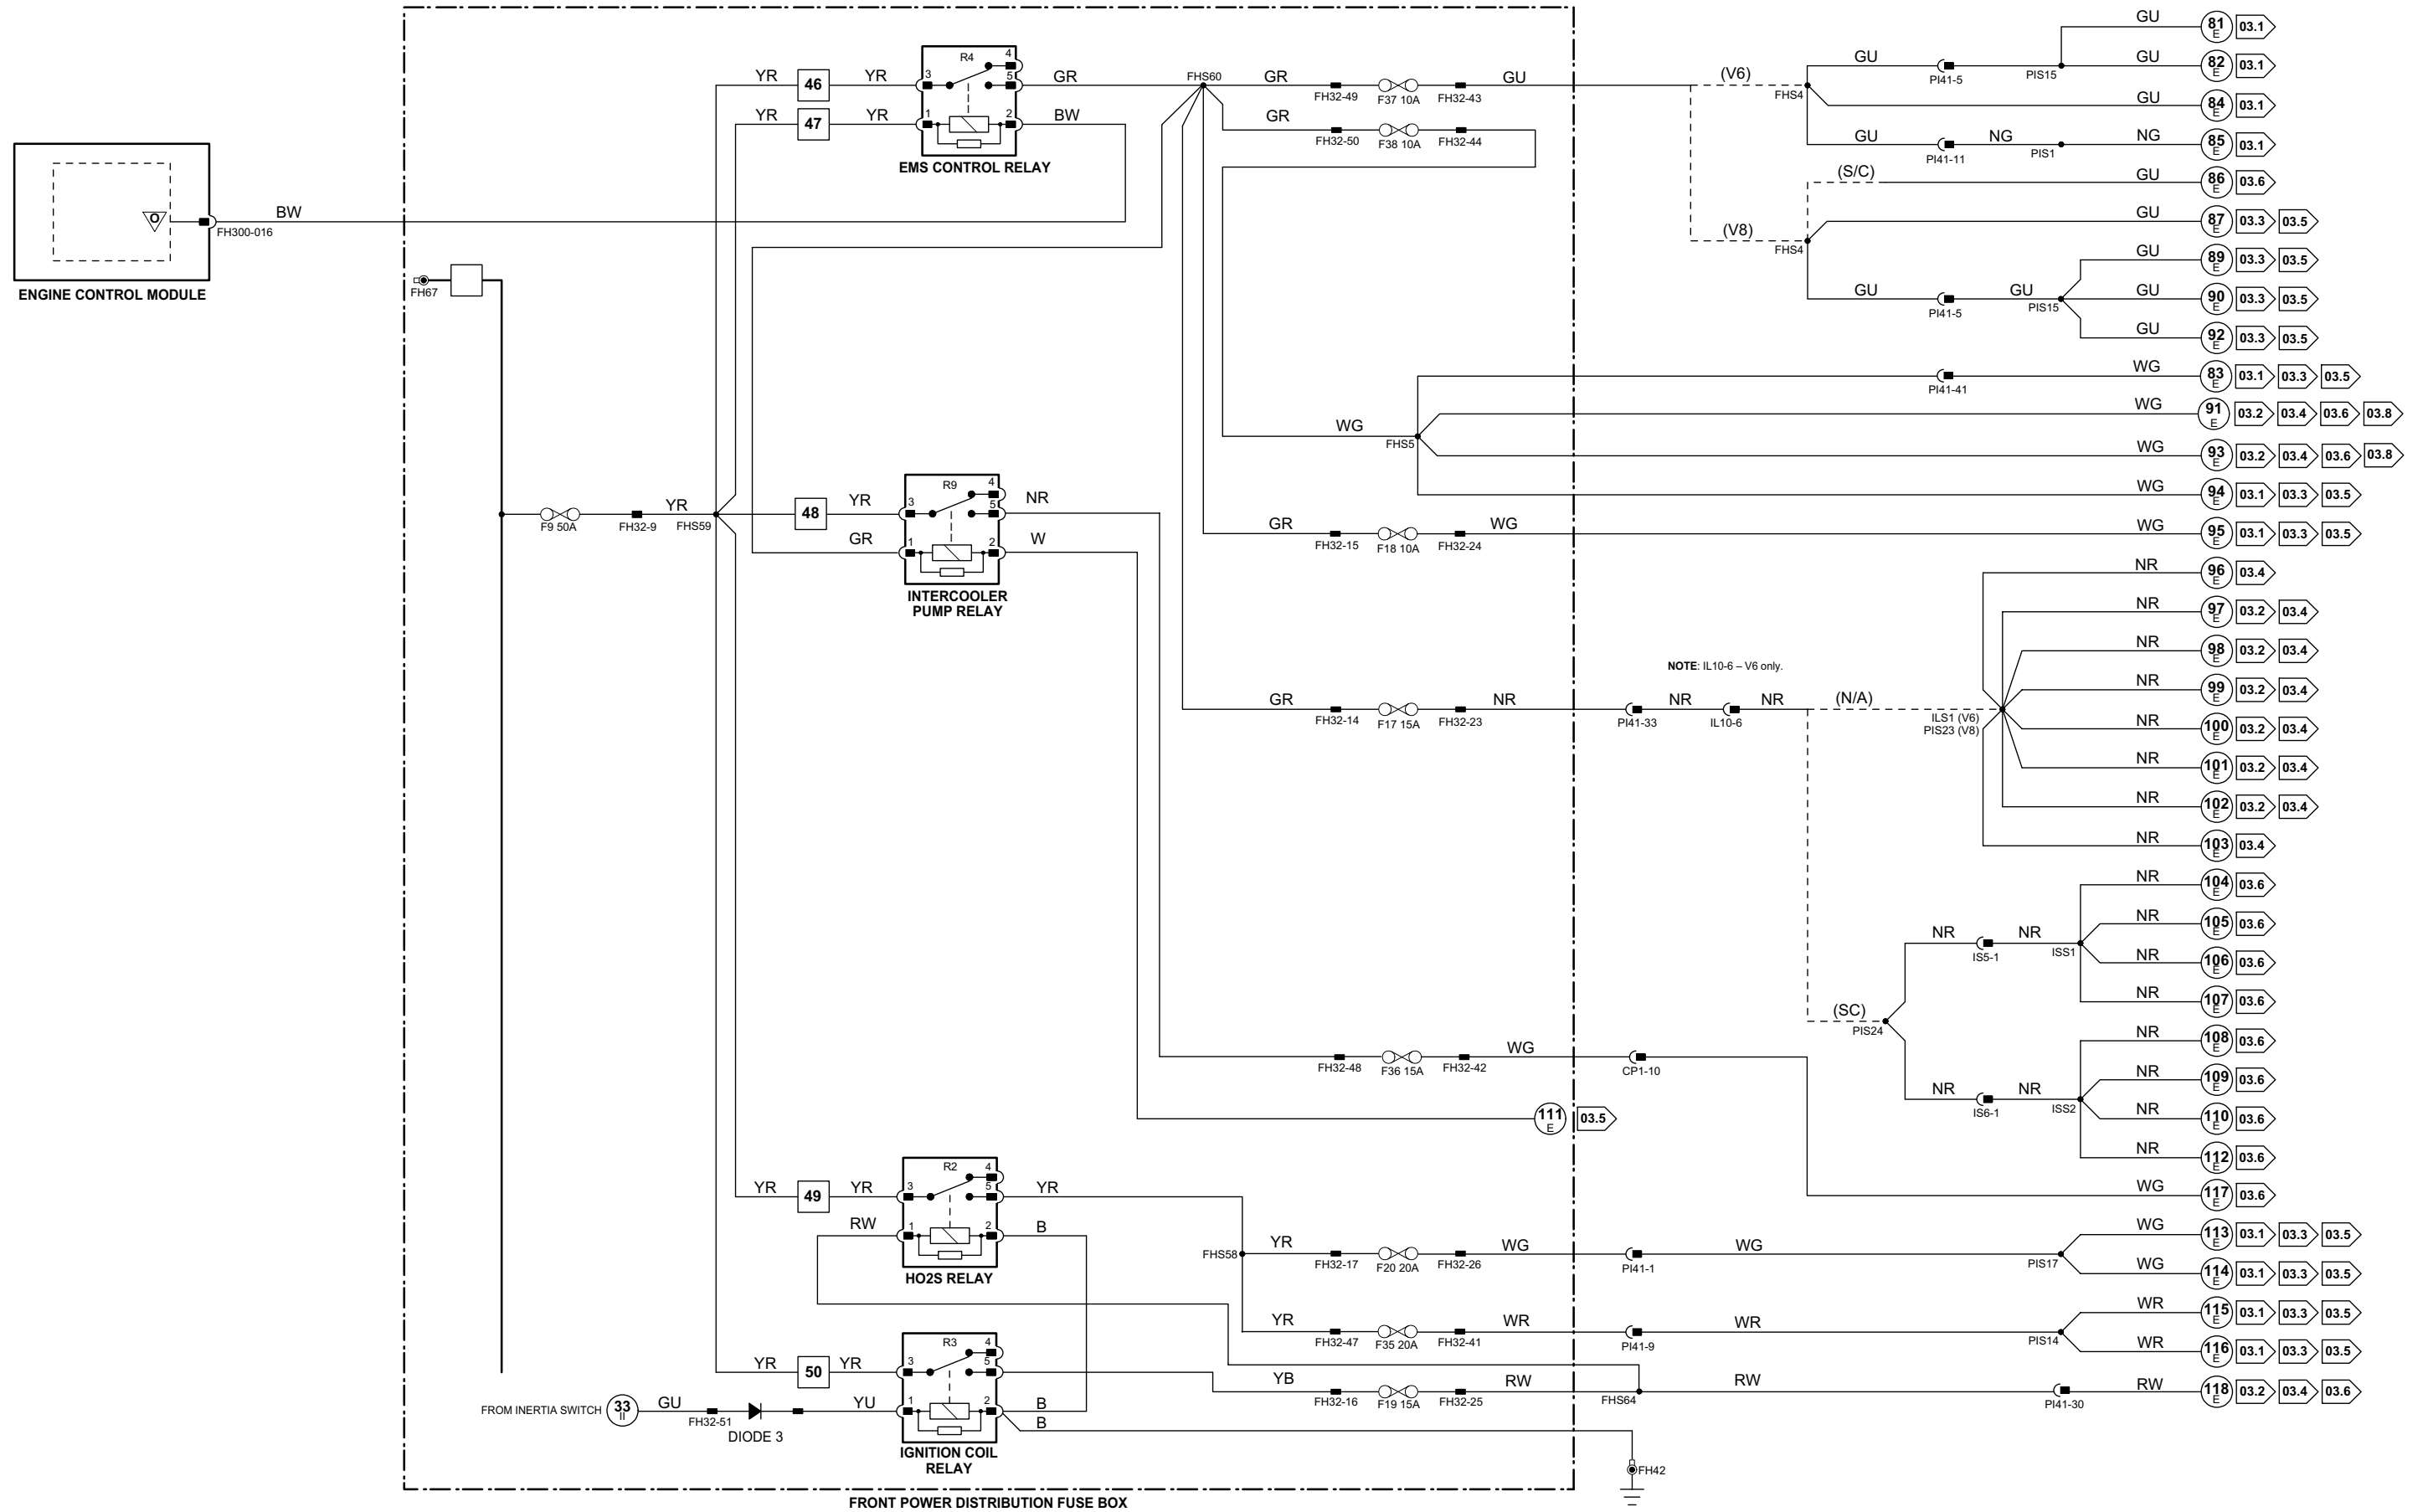 GU 81 E 03.1
R4 4
YR 46 YR 3 5 GR FHS60 GR FH32-49 F37 10A FH32-43 GU (V6) FHS4 GU PI41-5 PIS15 GU 82 E 03.1
GU 84 E 03.1
YR 47 YR 1 2 BW GR FH32-50 F38 10A FH32-44
EMS CONTROL RELAY
GU PI41-11 NG PIS1 NG 85 E 03.1
(S/C) GU 86 E 03.6
O FH300-016 BW
GU 87 E 03.3 03.5
(V8) FHS4
GU 89 E 03.3 03.5
ENGINE CONTROL MODULE
FH67
GU PI41-5 GU PIS15 GU 90 E 03.3 03.5
GU 92 E 03.3 03.5
PI41-41 WG 83 E 03.1 03.3 03.5
WG 91 E 03.2 03.4 03.6 03.8
WG FHS5
WG 93 E 03.2 03.4 03.6 03.8
WG 94 E 03.1 03.3 03.5
R9 4
F9 50A FH32-9 YR FHS59 48 YR 3 5 NR
GR 1 2 W
INTERCOOLER
PUMP RELAY
GR FH32-15 F18 10A FH32-24 WG WG 95 E 03.1 03.3 03.5
NR 96 E 03.4
NR 97 E 03.2 03.4
NR 98 E 03.2 03.4
NOTE: IL10-6 – V6 only.
NR 99 E 03.2 03.4
GR FH32-14 F17 15A FH32-23 NR PI41-33 NR IL10-6 NR (N/A)
ILS1 (V6)
PIS23 (V8)
NR 100 E 03.2 03.4
NR 101 E 03.2 03.4
NR 102 E 03.2 03.4
NR 103 E 03.4
NR 104 E 03.6
NR 105 E 03.6
NR IS5-1 NR ISS1
NR 106 E 03.6
NR 107 E 03.6
(SC) PIS24
NR 108 E 03.6
FH32-48 F36 15A FH32-42 WG CP1-10
NR 109 E 03.6
NR IS6-1 NR ISS2
NR 110 E 03.6
111 E 03.5
NR 112 E 03.6
R2 4
YR 49 YR 3 5 YR
WG 117 E 03.6
RW 1 2 B
HO2S RELAY
WG 113 E 03.1 03.3 03.5
FHS58 YR FH32-17 F20 20A FH32-26 WG PI41-1 WG PIS17
WG 114 E 03.1 03.3 03.5
WR 115 E 03.1 03.3 03.5
YR FH32-47 F35 20A FH32-41 WR PI41-9 WR PIS14
WR 116 E 03.1 03.3 03.5
R3 4
YR 50 YR 3 5
YB FH32-16 F19 15A FH32-25 RW FHS64 RW PI41-30 RW 118 E 03.2 03.4 03.6
FROM INERTIA SWITCH 33 II GU FH32-51 DIODE 3 YU 1 2 B
B
IGNITION COIL
RELAY
FH42
FRONT POWER DISTRIBUTION FUSE BOX